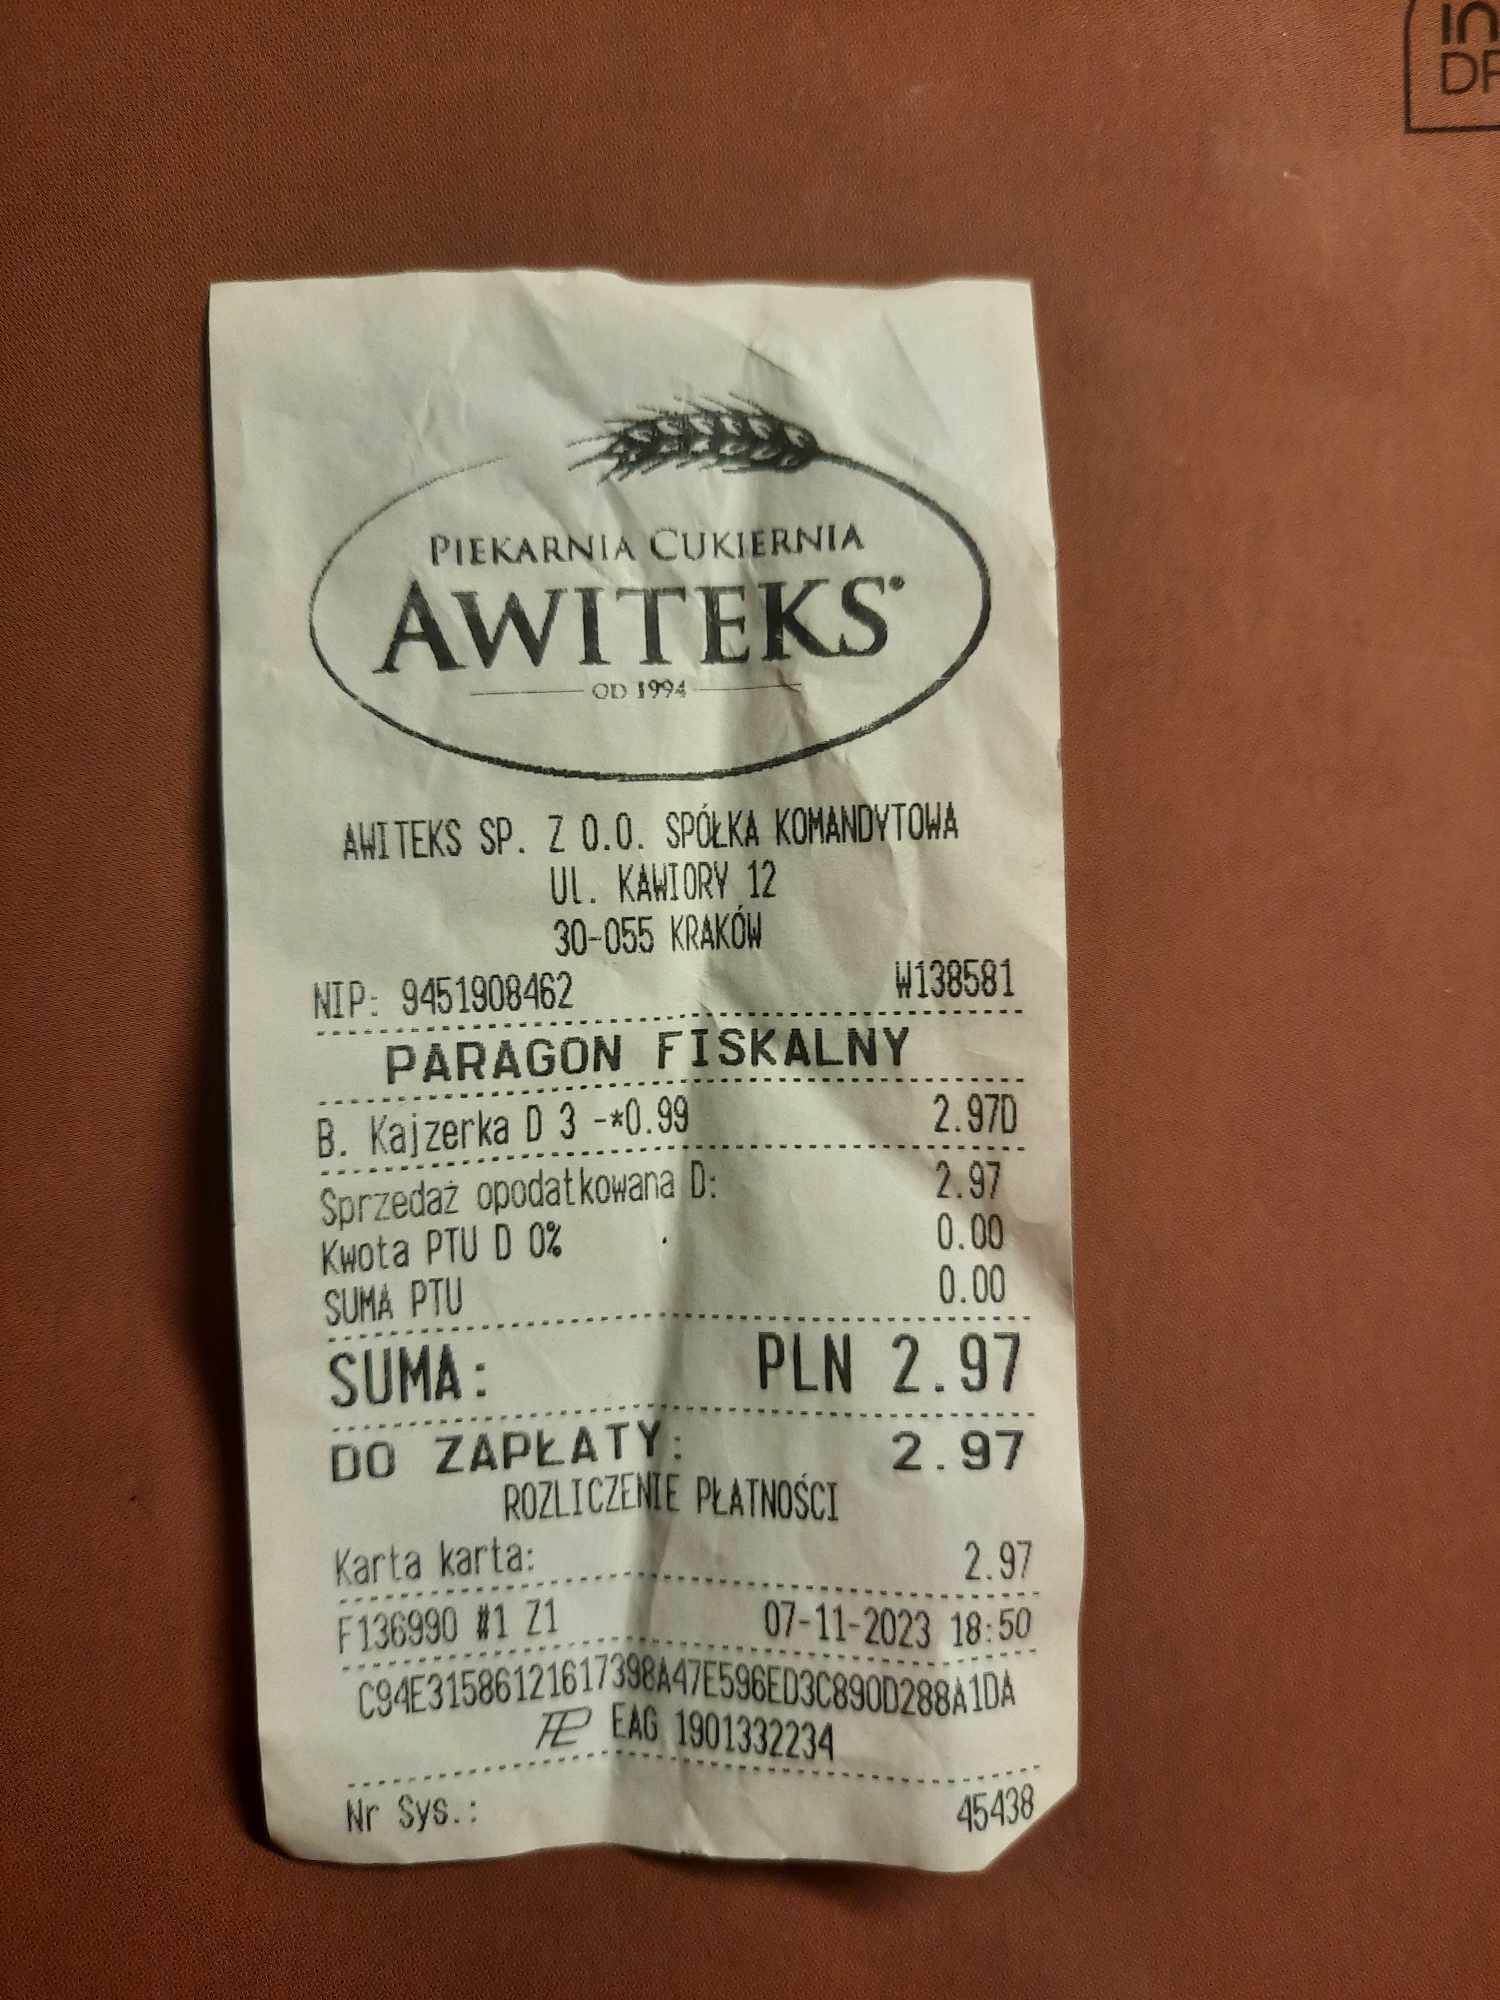 PIEKARNIA CUKIERNIA
AWITEKS
OD 1994
AWITEKS SP. Z O.O. SPÓŁKA KOMANDYTOWA
UL. KAWIORY 12
30-055 KRAKÓW
NIP: 9451908462 W138581
PARAGON FISKALNY
B. Kajzerka D 3 -*0.99 2.97D
Sprzedaż opodatkowana D: 2.97
Kwota PTU D 0% 0.00
SUMA PTU 0.00
SUMA: PLN 2.97
DO ZAPŁATY: 2.97
ROZLICZENIE PŁATNOŚCI
Karta karta: 2.97
F136990 #1 Z1 07-11-2023 18:50
C94E31586121617398A47E596ED3C890D288A1DA
EAG 1901332234
Nr Sys.: 45438